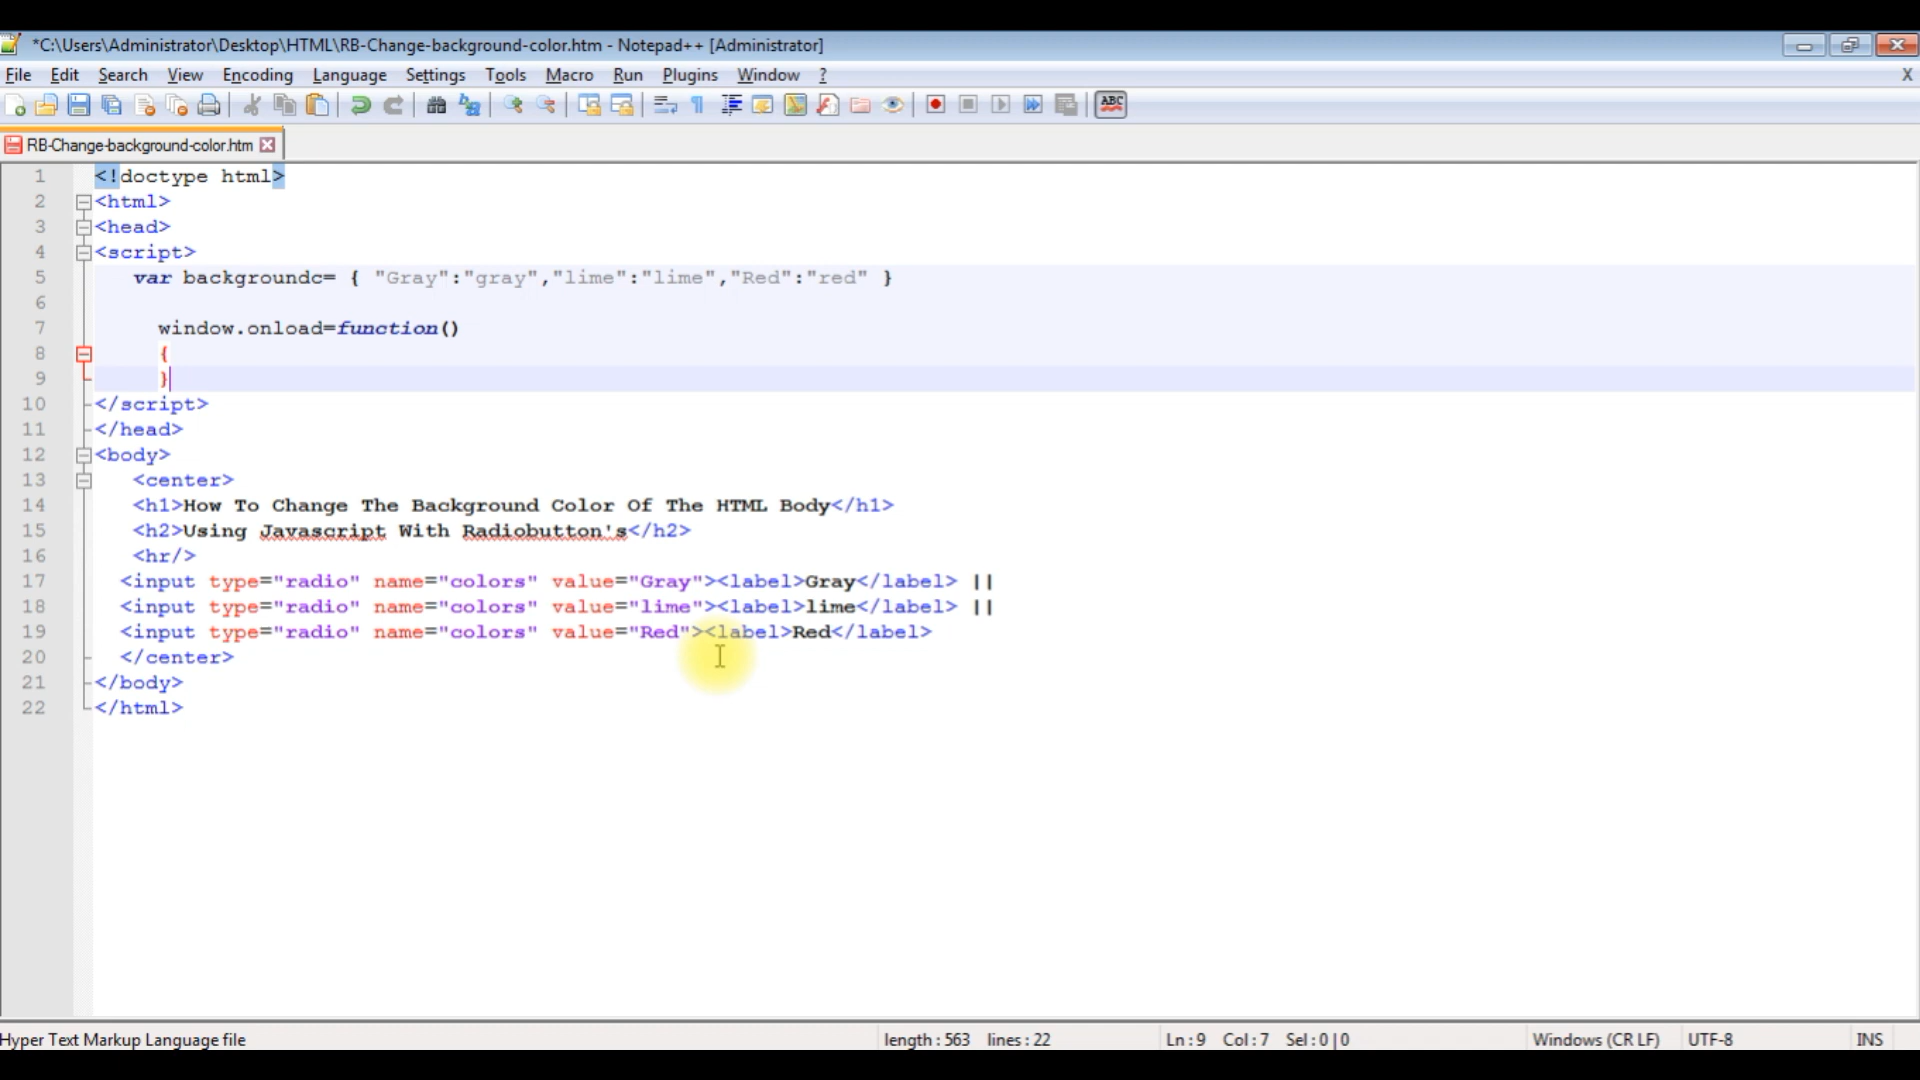 *C:\Users\Administrator\Desktop\HTML\RB-Change-background-color.htm - Notepad++ [Administrator]
File Edit Search View Encoding Language Settings Tools Macro Run Plugins Window ? X
ABC
RB-Change-background-color.htm
1 <!doctype html>
2 <html>
3 <head>
4 <script>
5 var backgroundc= { "Gray":"gray","lime":"lime","Red":"red" }
6
7 window.onload=function()
8 {
9 }
10 </script>
11 </head>
12 <body>
13 <center>
14 <h1>How To Change The Background Color Of The HTML Body</h1>
15 <h2>Using Javascript With Radiobutton's</h2>
16 <hr/>
17 <input type="radio" name="colors" value="Gray"><label>Gray</label> ||
18 <input type="radio" name="colors" value="lime"><label>lime</label> ||
19 <input type="radio" name="colors" value="Red"><label>Red</label>
20 </center>
21 </body>
22 </html>
Hyper Text Markup Language file length : 563 lines : 22 Ln : 9 Col : 7 Sel : 0 | 0 Windows (CR LF) UTF-8 INS